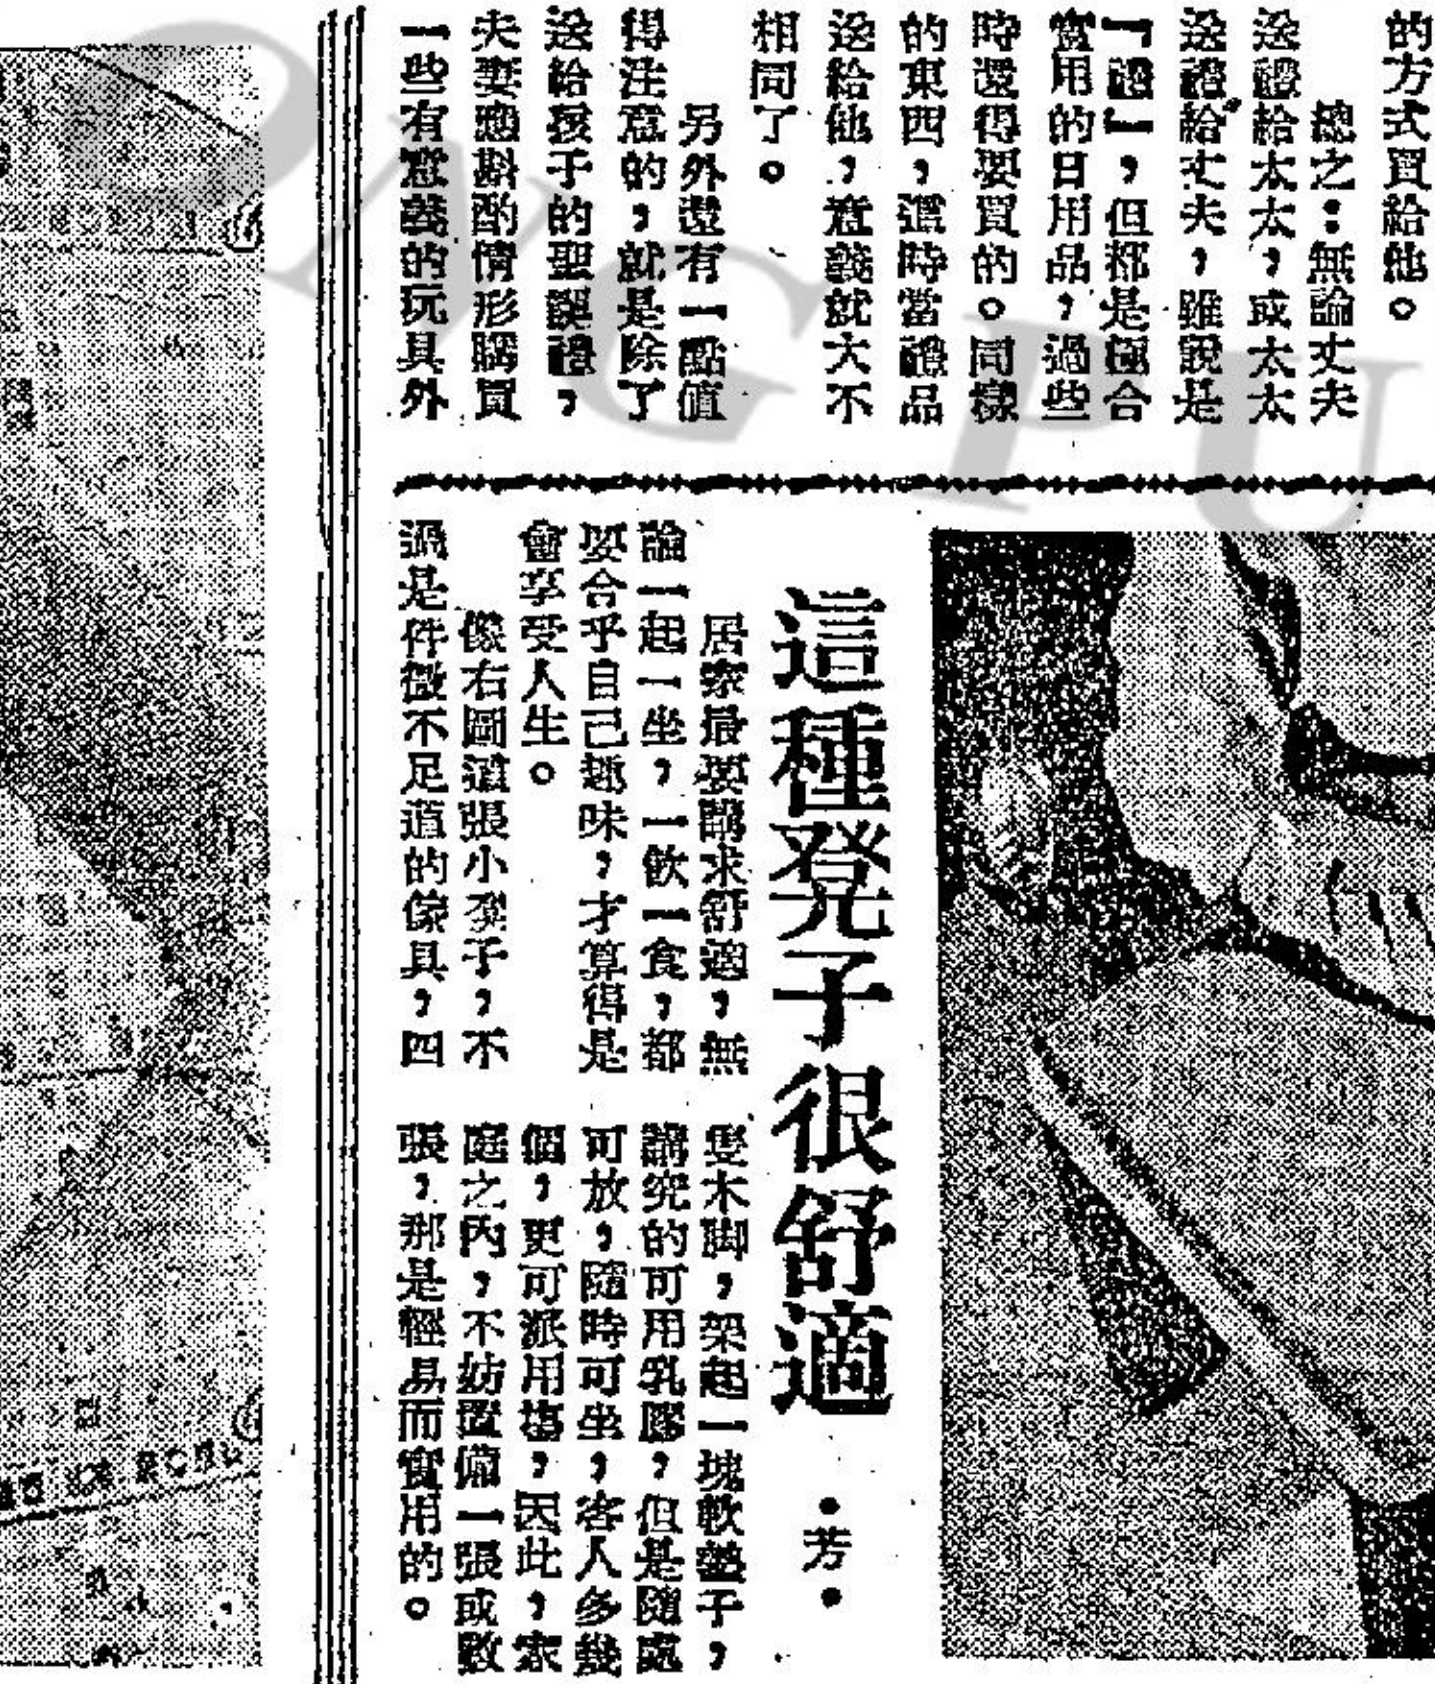 的方式買給他。
總之：無論丈夫
送禮給太太，或太太
送禮給丈夫，雖說是
「禮」，但都是極合
實用的日用品，過些
時還得要買的。同樣
的東西，這時當禮品
送給他，意義就大不
相同了。
另外還有一點值
得注意的，就是除了
送給孩子的聖誕禮，
夫妻應斟酌情形購買
一些有意義的玩具外
這種凳子很舒適
•芳•
居家最要講求舒適，無
論一起一坐，一飲一食，都
要合乎自己趣味，才算得是
會享受人生。
像右圖這張小凳子，不
過是件微不足道的傢具，四
隻木脚，架起一塊軟墊子，
講究的可用乳膠，但是隨處
可放，隨時可坐，客人多幾
個，更可派用場，因此，家
庭之內，不妨置備一張或數
張，那是輕易而實用的。
ONG PU